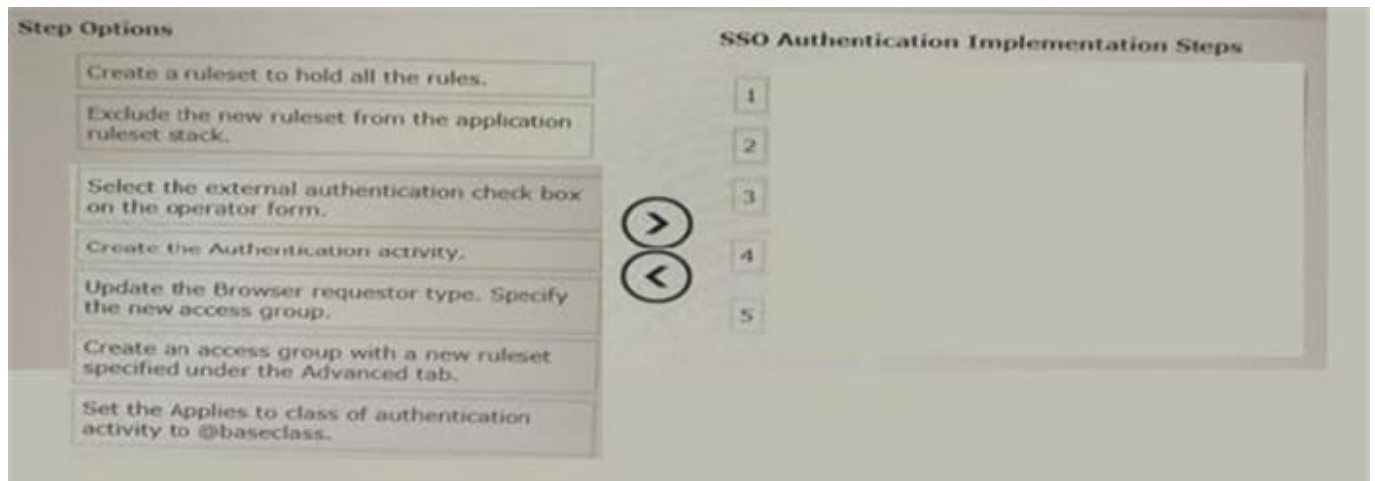 Step Options
Create a ruleset to hold all the rules.
Exclude the new ruleset from the application
ruleset stack.
Select the external authentication check box
on the operator form.
Create the Authentication activity.
Update the Browser requestor type. Specify
the new access group.
Create an access group with a new ruleset
specified under the Advanced tab.
Set the Applies to class of authentication
activity to @baseclass.
SSO Authentication Implementation Steps
1
2
3
4
5